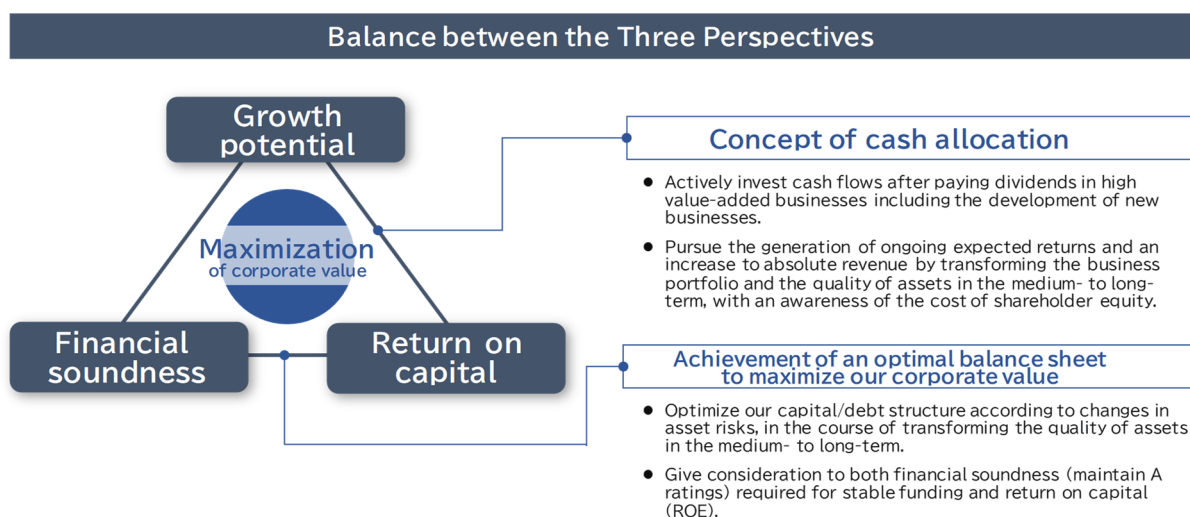 Balance between the Three Perspectives
Growth
potential
Maximization
of corporate value
Financial
soundness
Return on
capital
Concept of cash allocation
● Actively invest cash flows after paying dividends in high
value-added businesses including the development of new
businesses.
● Pursue the generation of ongoing expected returns and an
increase to absolute revenue by transforming the business
portfolio and the quality of assets in the medium- to long-
term, with an awareness of the cost of shareholder equity.
Achievement of an optimal balance sheet
to maximize our corporate value
● Optimize our capital/debt structure according to changes in
asset risks, in the course of transforming the quality of assets
in the medium- to long-term.
● Give consideration to both financial soundness (maintain A
ratings) required for stable funding and return on capital
(ROE).